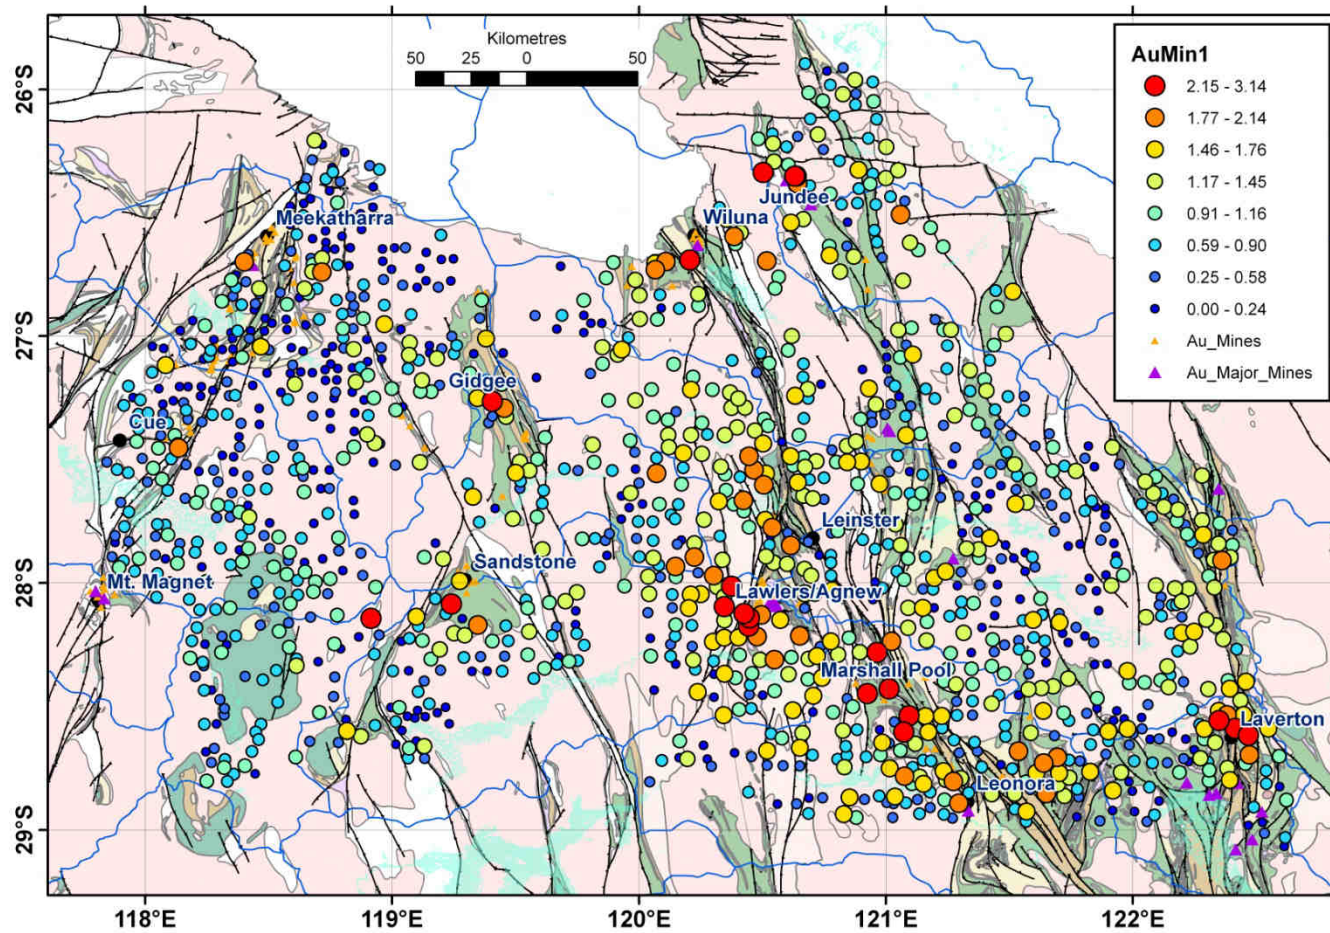 Kilometres
50 25 0 50
AuMin1
2.15 - 3.14
1.77 - 2.14
1.46 - 1.76
1.17 - 1.45
0.91 - 1.16
0.59 - 0.90
0.25 - 0.58
0.00 - 0.24
Au_Mines
Au_Major_Mines
26°S
27°S
28°S
29°S
Jundee
Meekatharra
Wiluna
Gidgee
Cue
Leinster
Sandstone
Mt. Magnet
Lawlers/Agnew
Marshall Pool
Laverton
Leonora
118°E 119°E 120°E 121°E 122°E